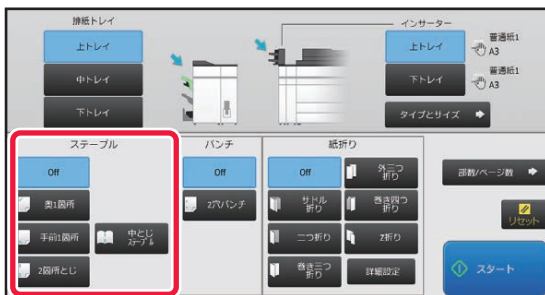 排紙トレイ
インサーター
上トレイ
上トレイ
普通紙1
A3
中トレイ
下トレイ
下トレイ
普通紙1
A3
タイプとサイズ
ステープル
パンチ
紙折り
Off
Off
Off
外三つ
折り
部数/ページ数
奥1箇所
2穴パンチ
サドル
折り
巻き四つ
折り
リセット
手前1箇所
中とじ
ステープル
二つ折り
Z折り
2箇所とじ
巻き三つ
折り
詳細設定
スタート